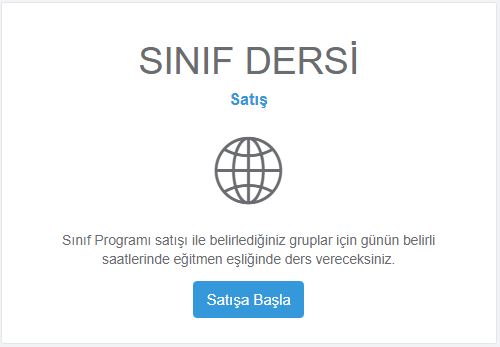 SINIF DERSİ
Satış
Sınıf Programı satışı ile belirlediğiniz gruplar için günün belirli
saatlerinde eğitmen eşliğinde ders vereceksiniz.
Satışa Başla